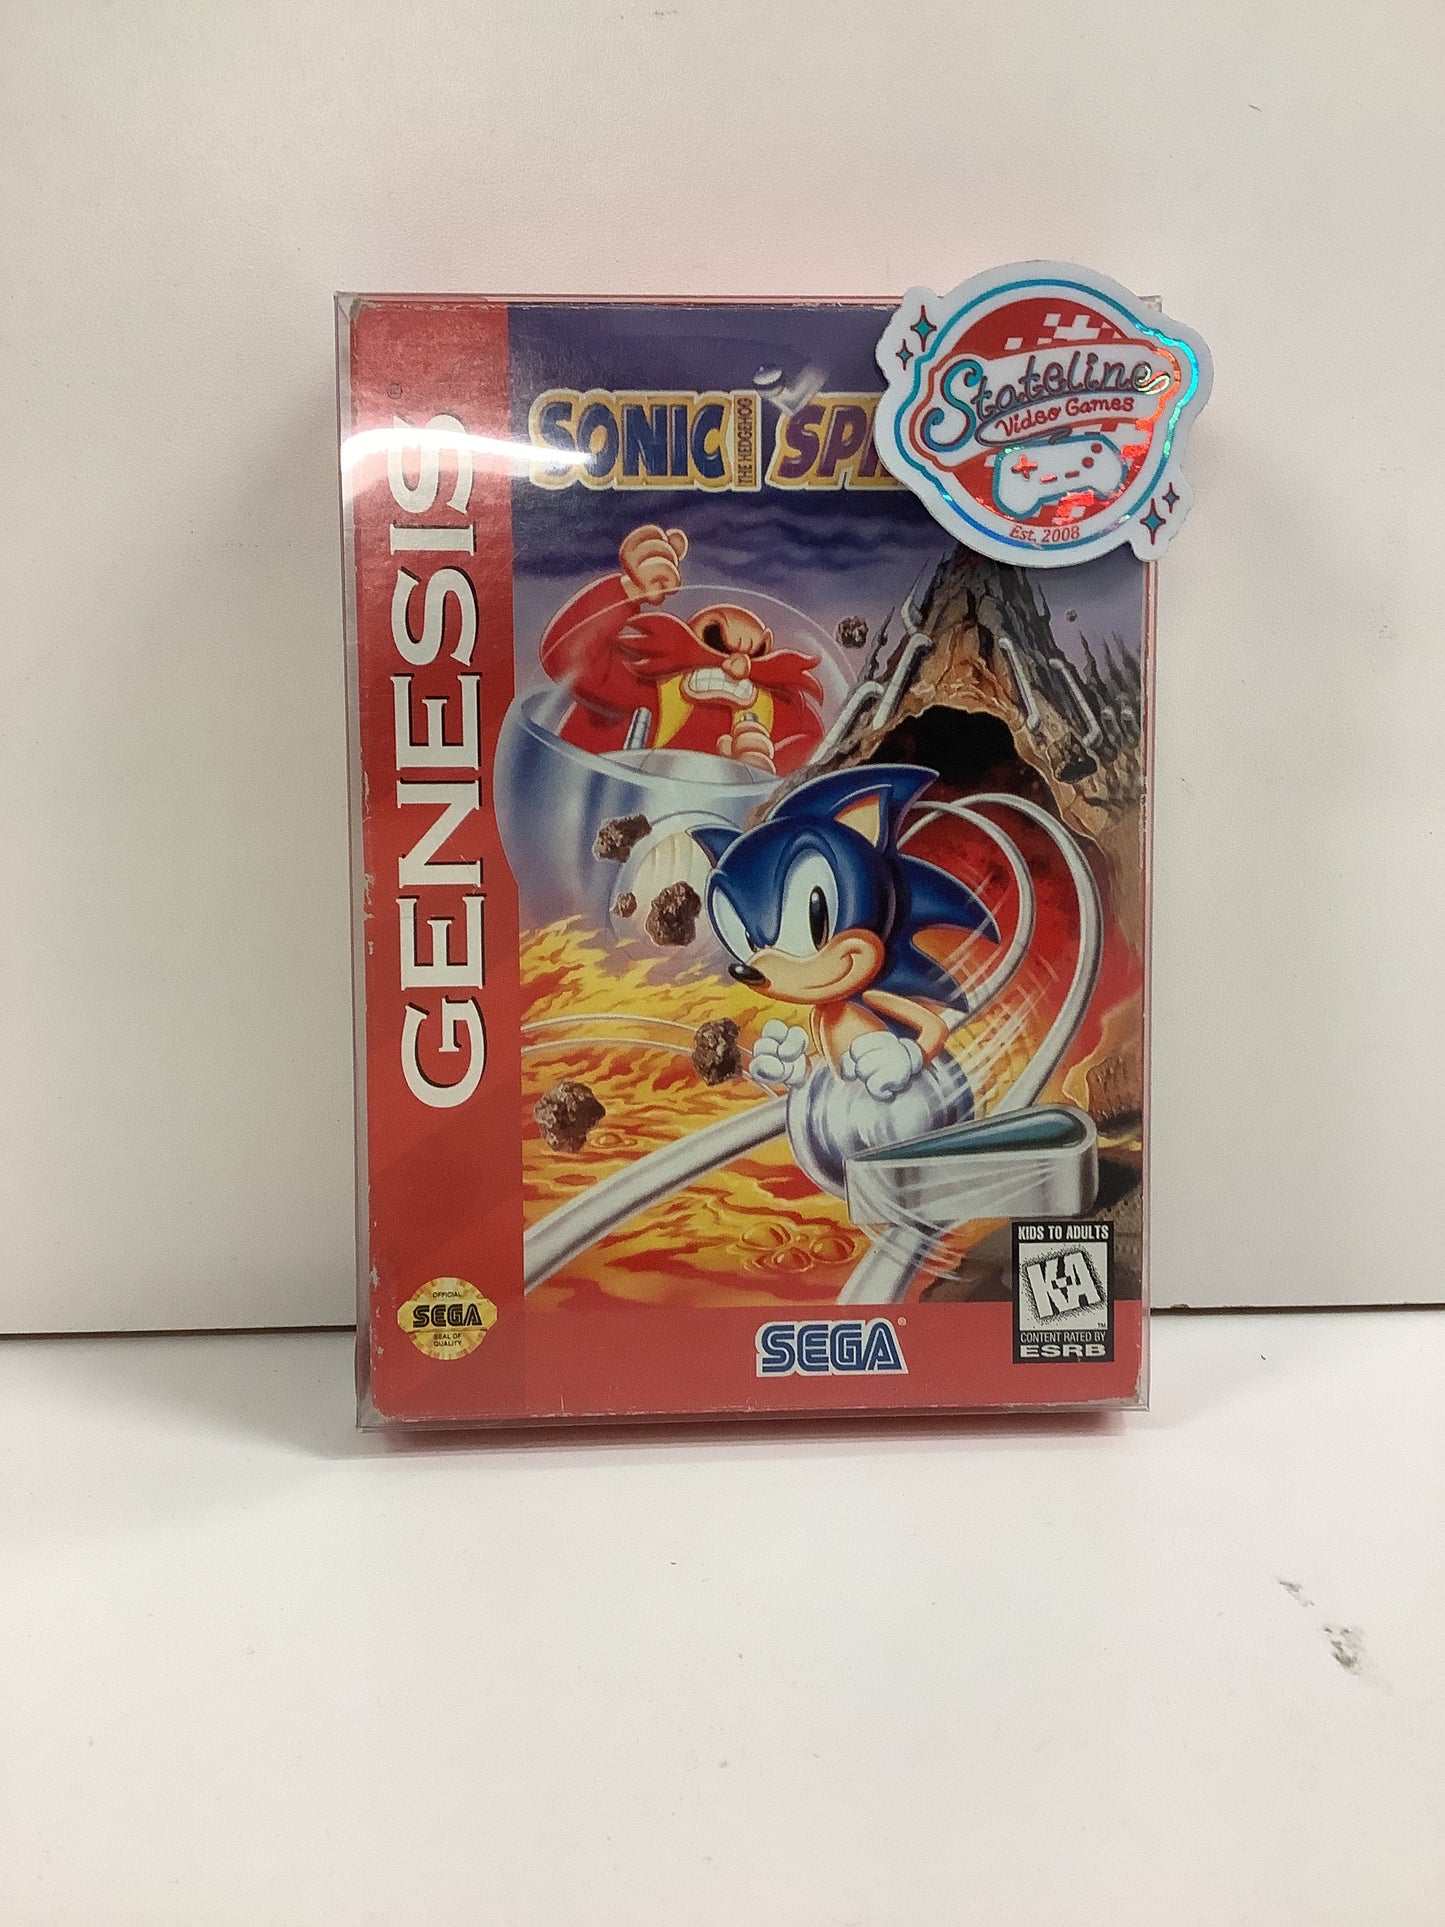 GENESIS
®
SONIC
THE HEDGEHOG
Stateline
Video Games
Est. 2008
OFFICIAL
SEGA
SEAL OF
QUALITY
SEGA®
KIDS TO ADULTS
K-A
™
CONTENT RATED BY
ESRB